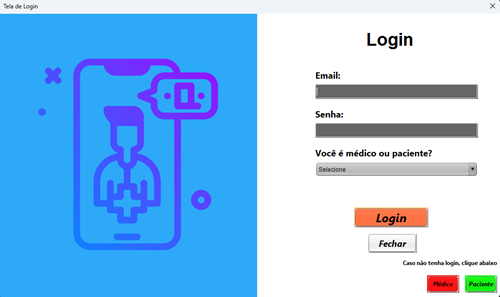 Tela de Login
Login
Email:
Senha:
Você é médico ou paciente?
Selecione
Login
Fechar
Caso não tenha login, clique abaixo
Médico
Paciente